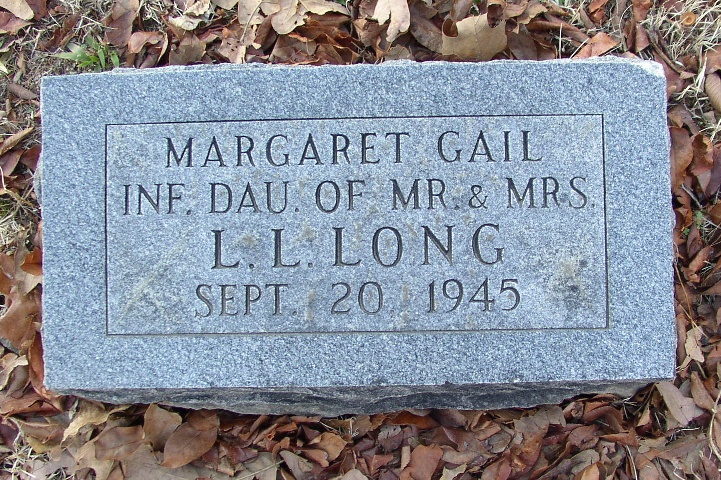 MARGARET GAIL
INF. DAU. OF MR. & MRS.
L. L. LONG
SEPT. 20 1945